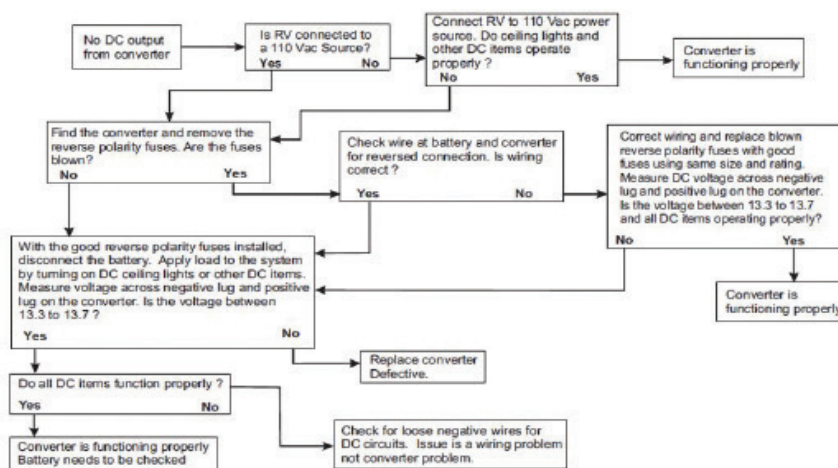 No DC output
from converter
Is RV connected to
a 110 Vac Source?
Yes No
Connect RV to 110 Vac power
source. Do ceiling lights and
other DC items operate
properly ?
No Yes
Converter is
functioning properly
Find the converter and remove the
reverse polarity fuses. Are the fuses
blown?
No Yes
Check wire at battery and converter
for reversed connection. Is wiring
correct ?
Yes No
Correct wiring and replace blown
reverse polarity fuses with good
fuses using same size and rating.
Measure DC voltage across negative
lug and positive lug on the converter.
Is the voltage between 13.3 to 13.7
and all DC items operating properly?
No Yes
Converter is
functioning properly
With the good reverse polarity fuses installed,
disconnect the battery. Apply load to the system
by turning on DC ceiling lights or other DC items.
Measure voltage across negative lug and positive
lug on the converter. Is the voltage between
13.3 to 13.7 ?
Yes No
Replace converter
Defective.
Do all DC items function properly ?
Yes No
Check for loose negative wires for
DC circuits. Issue is a wiring problem
not converter problem.
Converter is functioning properly
Battery needs to be checked